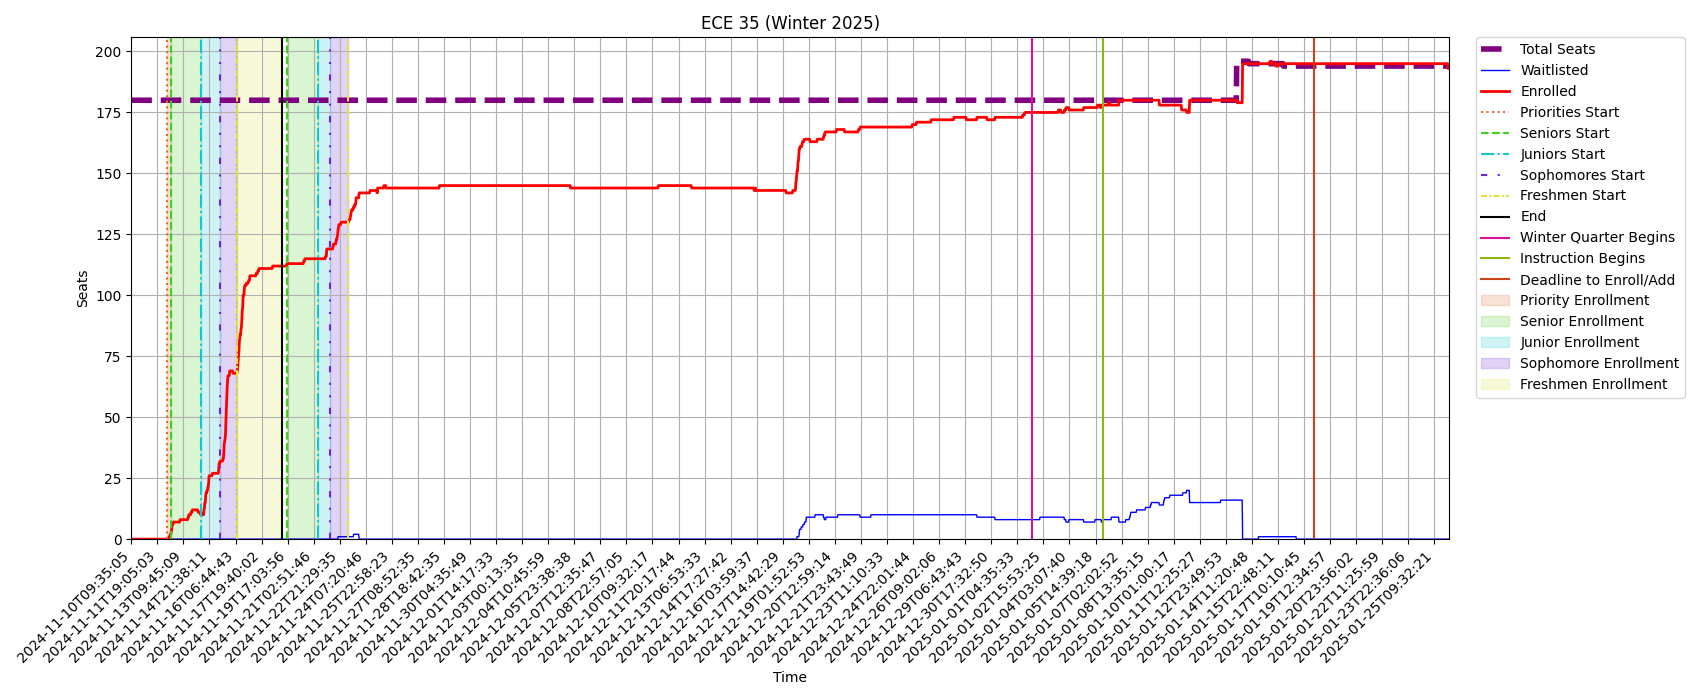 ECE 35 (Winter 2025)
Seats
200
175
150
125
100
75
50
25
0
2024-11-10T09:35:05
2024-11-11T19:05:03
2024-11-13T09:45:09
2024-11-14T21:38:11
2024-11-16T06:44:43
2024-11-17T19:40:02
2024-11-19T17:03:56
2024-11-21T02:51:46
2024-11-22T21:29:35
2024-11-24T07:20:46
2024-11-25T22:58:23
2024-11-27T08:52:35
2024-11-28T18:42:35
2024-11-30T04:35:49
2024-12-01T14:17:33
2024-12-03T00:13:35
2024-12-04T10:45:59
2024-12-05T23:38:38
2024-12-07T12:35:47
2024-12-08T22:57:05
2024-12-10T09:32:17
2024-12-11T20:17:44
2024-12-13T06:53:33
2024-12-14T17:27:42
2024-12-16T03:59:37
2024-12-17T14:42:29
2024-12-19T01:52:53
2024-12-20T12:59:14
2024-12-21T23:43:49
2024-12-23T11:10:33
2024-12-24T22:01:44
2024-12-26T09:02:06
2024-12-29T06:43:43
2024-12-30T17:32:50
2025-01-01T04:35:33
2025-01-02T15:53:25
2025-01-04T03:07:40
2025-01-05T14:39:18
2025-01-07T02:02:52
2025-01-08T13:35:15
2025-01-10T01:00:17
2025-01-11T12:25:27
2025-01-12T23:49:53
2025-01-14T11:20:48
2025-01-15T22:48:11
2025-01-17T10:10:45
2025-01-19T12:34:57
2025-01-20T23:56:02
2025-01-22T11:25:59
2025-01-23T22:36:06
2025-01-25T09:32:21
Time
Total Seats
Waitlisted
Enrolled
Priorities Start
Seniors Start
Juniors Start
Sophomores Start
Freshmen Start
End
Winter Quarter Begins
Instruction Begins
Deadline to Enroll/Add
Priority Enrollment
Senior Enrollment
Junior Enrollment
Sophomore Enrollment
Freshmen Enrollment